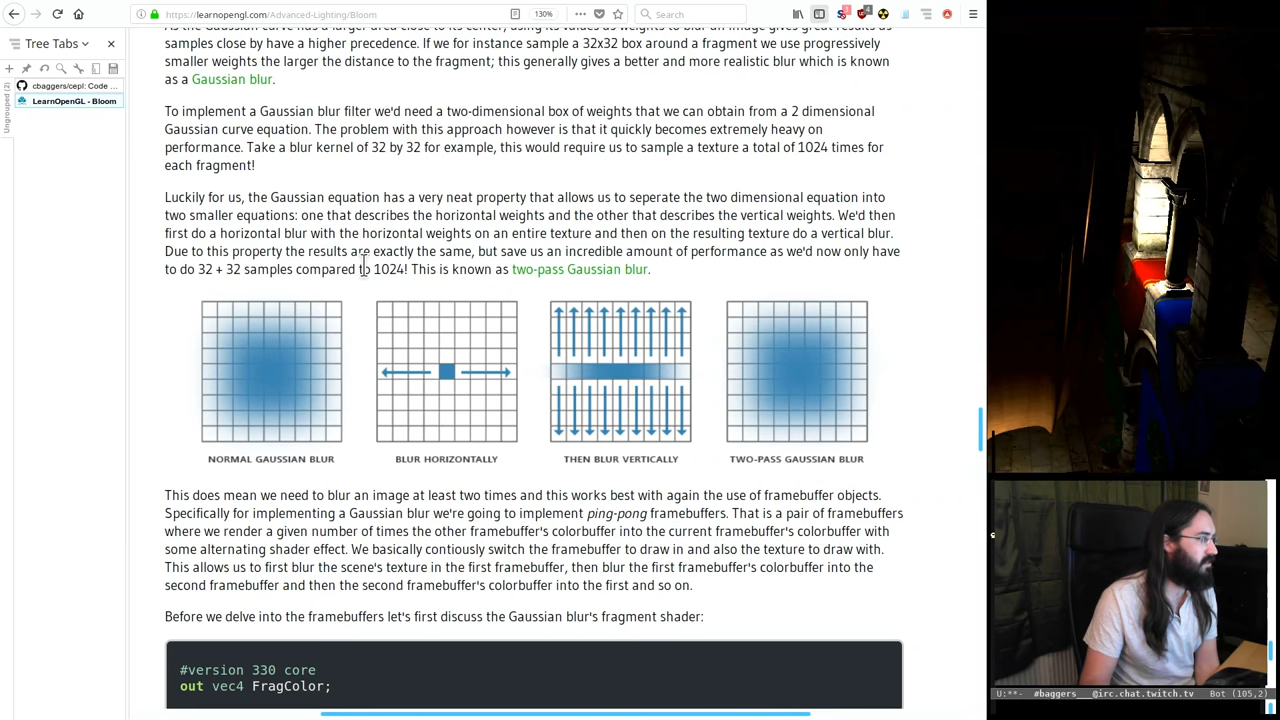 https://learnopengl.com/Advanced-Lighting/Bloom
130%
Search
Tree Tabs
Ungrouped (2)
cbaggers/cepl: Code ...
LearnOpenGL - Bloom
samples close by have a higher precedence. If we for instance sample a 32x32 box around a fragment we use progressively
smaller weights the larger the distance to the fragment; this generally gives a better and more realistic blur which is known
as a Gaussian blur.
To implement a Gaussian blur filter we'd need a two-dimensional box of weights that we can obtain from a 2 dimensional
Gaussian curve equation. The problem with this approach however is that it quickly becomes extremely heavy on
performance. Take a blur kernel of 32 by 32 for example, this would require us to sample a texture a total of 1024 times for
each fragment!
Luckily for us, the Gaussian equation has a very neat property that allows us to seperate the two dimensional equation into
two smaller equations: one that describes the horizontal weights and the other that describes the vertical weights. We'd then
first do a horizontal blur with the horizontal weights on an entire texture and then on the resulting texture do a vertical blur.
Due to this property the results are exactly the same, but save us an incredible amount of performance as we'd now only have
to do 32 + 32 samples compared to 1024! This is known as two-pass Gaussian blur.
NORMAL GAUSSIAN BLUR
BLUR HORIZONTALLY
THEN BLUR VERTICALLY
TWO-PASS GAUSSIAN BLUR
This does mean we need to blur an image at least two times and this works best with again the use of framebuffer objects.
Specifically for implementing a Gaussian blur we're going to implement ping-pong framebuffers. That is a pair of framebuffers
where we render a given number of times the other framebuffer's colorbuffer into the current framebuffer's colorbuffer with
some alternating shader effect. We basically contiously switch the framebuffer to draw in and also the texture to draw with.
This allows us to first blur the scene's texture in the first framebuffer, then blur the first framebuffer's colorbuffer into the
second framebuffer and then the second framebuffer's colorbuffer into the first and so on.
Before we delve into the framebuffers let's first discuss the Gaussian blur's fragment shader:
#version 330 core
out vec4 FragColor;
U:**- #baggers___@irc.chat.twitch.tv Bot (105,2)